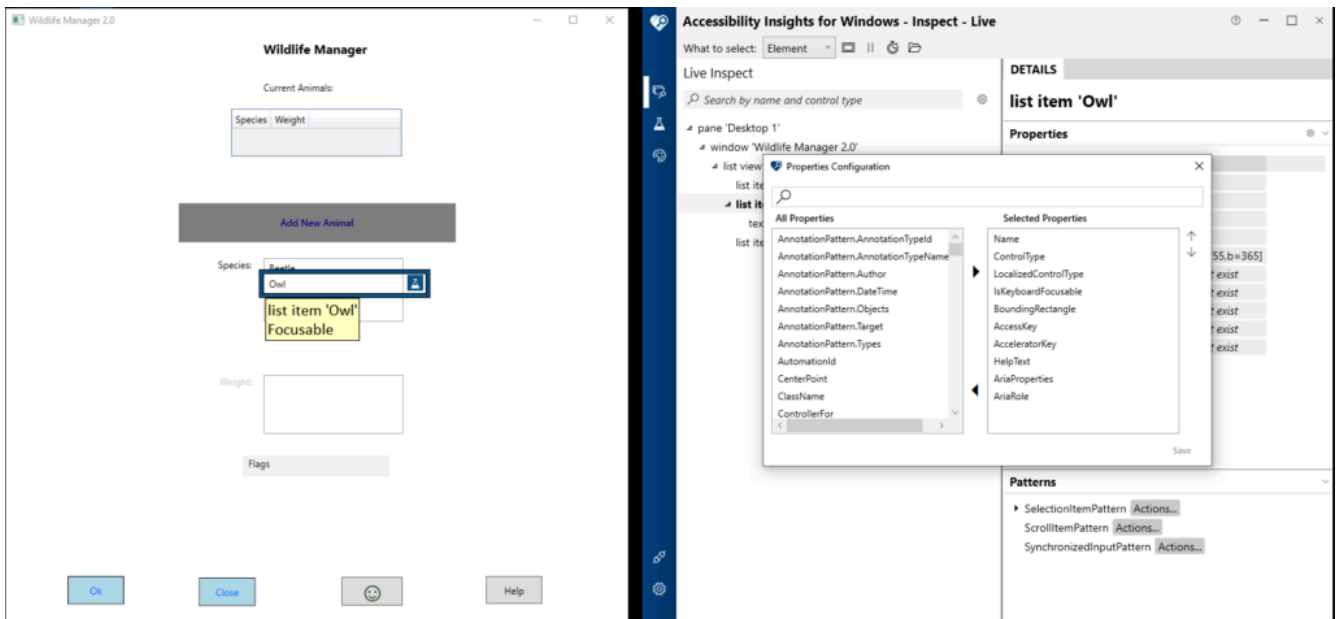 Wildlife Manager 2.0
Wildlife Manager
Current Animals:
Species Weight
Add New Animal
Species:
Beetle
Owl
list item 'Owl'
Focusable
Weight:
Flags
Ok
Close
Help
Accessibility Insights for Windows - Inspect - Live
What to select: Element
Live Inspect
Search by name and control type
pane 'Desktop 1'
window 'Wildlife Manager 2.0'
list view
list ite
list it
tex
list ite
DETAILS
list item 'Owl'
Properties
55,b=365]
t exist
t exist
t exist
t exist
t exist
Properties Configuration
All Properties
AnnotationPattern.AnnotationTypeId
AnnotationPattern.AnnotationTypeName
AnnotationPattern.Author
AnnotationPattern.DateTime
AnnotationPattern.Objects
AnnotationPattern.Target
AnnotationPattern.Types
AutomationId
CenterPoint
ClassName
ControllerFor
Selected Properties
Name
ControlType
LocalizedControlType
IsKeyboardFocusable
BoundingRectangle
AccessKey
AcceleratorKey
HelpText
AriaProperties
AriaRole
Save
Patterns
SelectionItemPattern Actions...
ScrollItemPattern Actions...
SynchronizedInputPattern Actions...